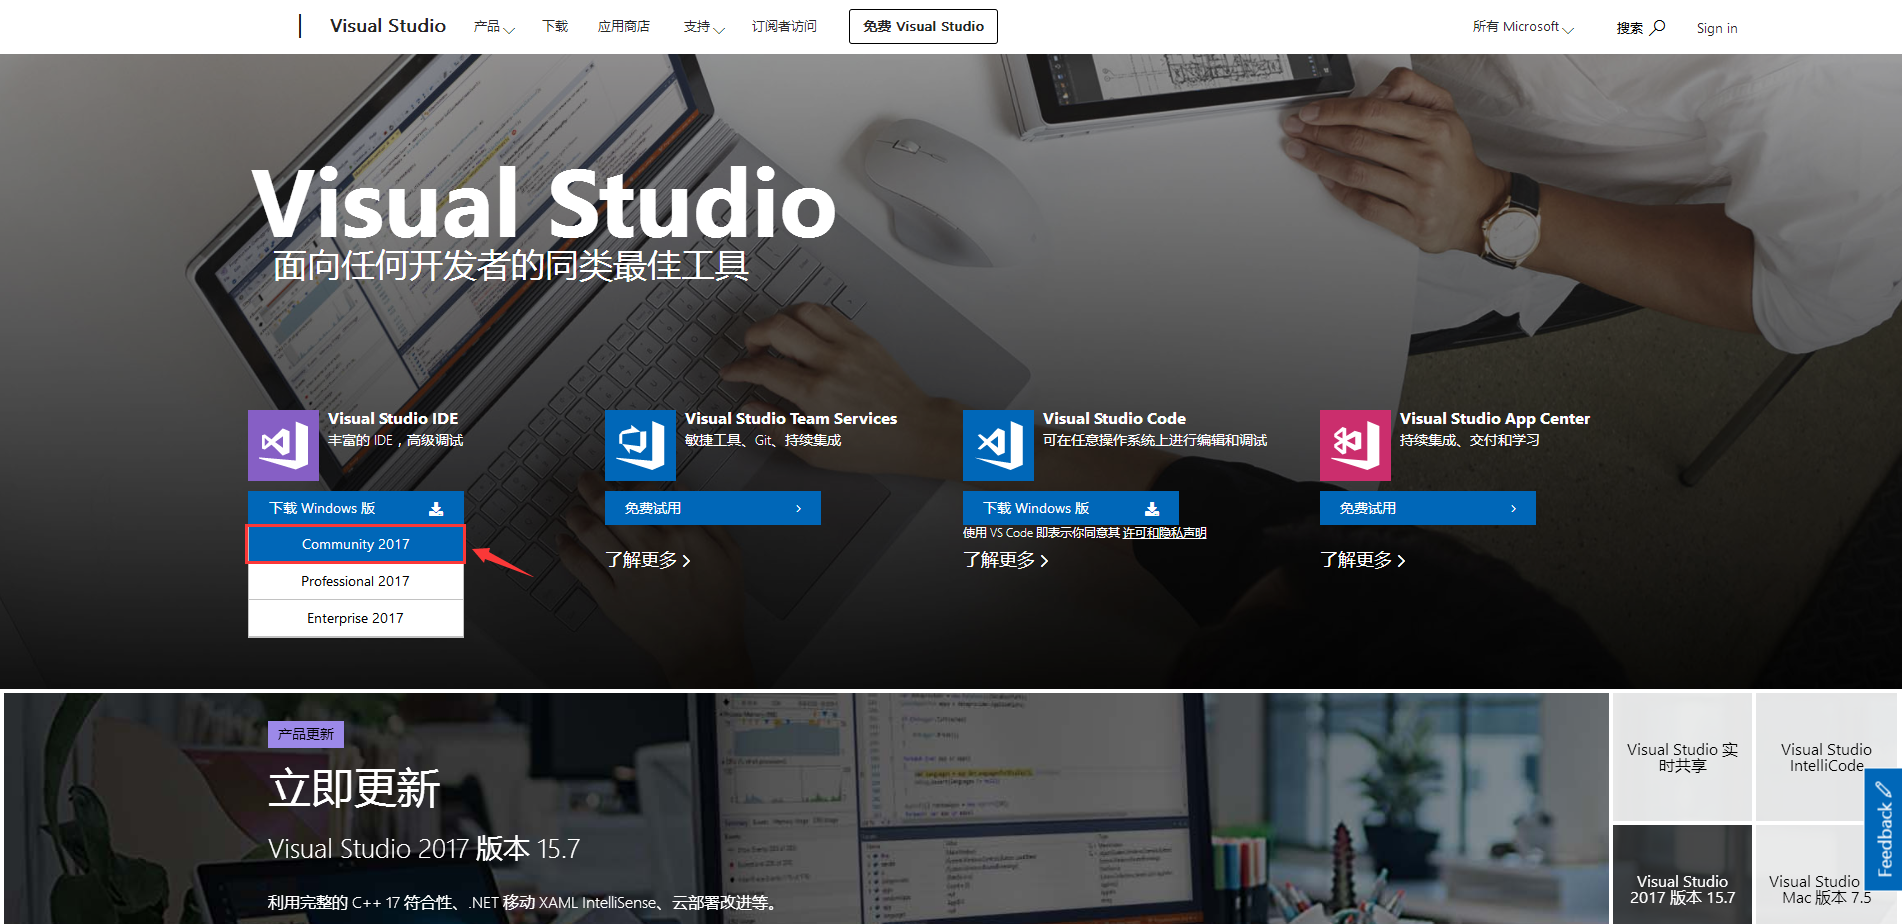 Visual Studio 产品 下载 应用商店 支持 订阅者访问 免费 Visual Studio 所有 Microsoft 搜索 Sign in
Visual Studio
面向任何开发者的同类最佳工具
Visual Studio IDE
丰富的 IDE，高级调试
下载 Windows 版
Community 2017
Professional 2017
Enterprise 2017
Visual Studio Team Services
敏捷工具、Git、持续集成
免费试用
了解更多
Visual Studio Code
可在任意操作系统上进行编辑和调试
下载 Windows 版
使用 VS Code 即表示你同意其 许可和隐私声明
了解更多
Visual Studio App Center
持续集成、交付和学习
免费试用
了解更多
产品更新
立即更新
Visual Studio 2017 版本 15.7
利用完整的 C++ 17 符合性、.NET 移动 XAML IntelliSense、云部署改进等。
Visual Studio 实
时共享
Visual Studio
IntelliCode
Visual Studio
2017 版本 15.7
Visual Studio
Mac 版本 7.5
Feedback